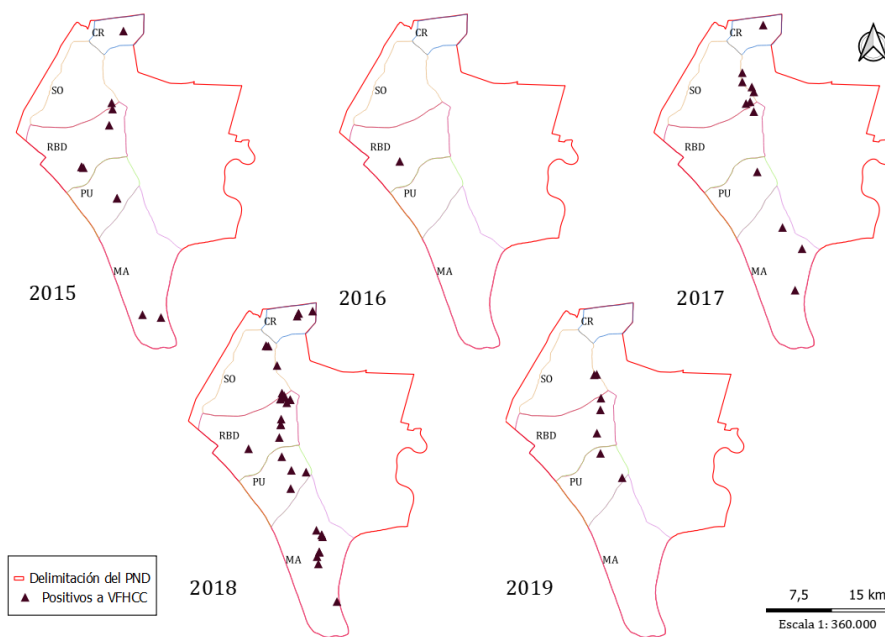 CR
SO
RBD
PU
MA
2015
CR
SO
RBD
PU
MA
2016
CR
SO
RBD
PU
MA
2017
CR
SO
RBD
PU
MA
2018
CR
SO
RBD
PU
MA
2019
Delimitación del PND
Positivos a VFHCC
7,5 15 km
Escala 1: 360.000